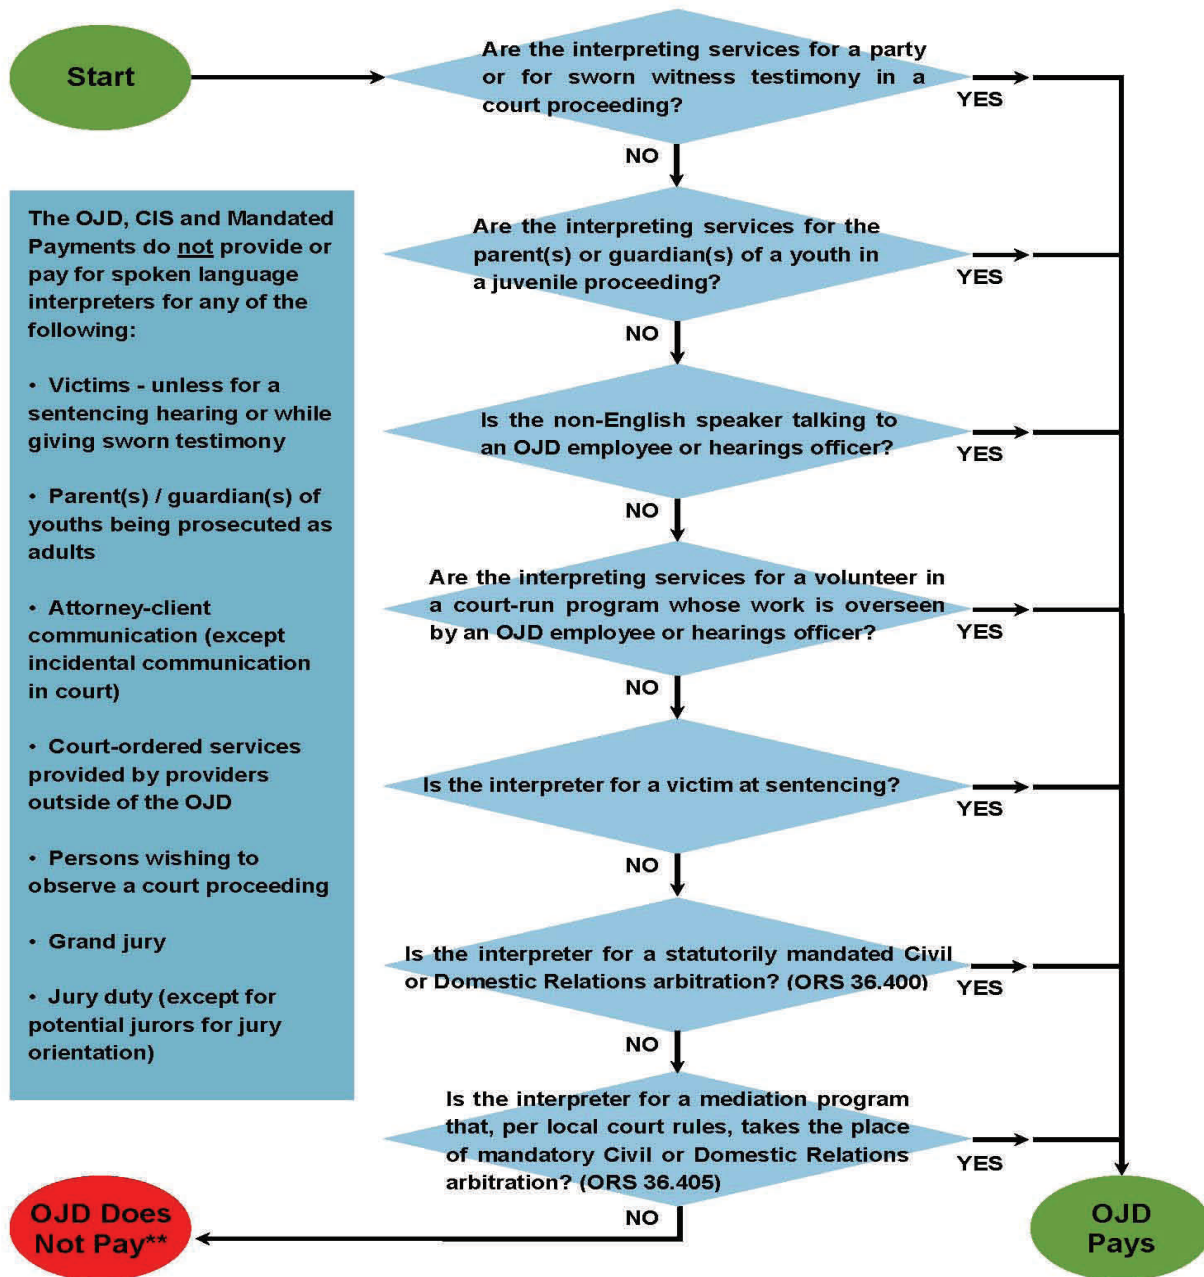 Start
Are the interpreting services for a party
or for sworn witness testimony in a
court proceeding?
YES
NO
The OJD, CIS and Mandated
Payments do not provide or
pay for spoken language
interpreters for any of the
following:
• Victims - unless for a
sentencing hearing or while
giving sworn testimony
• Parent(s) / guardian(s) of
youths being prosecuted as
adults
• Attorney-client
communication (except
incidental communication
in court)
• Court-ordered services
provided by providers
outside of the OJD
• Persons wishing to
observe a court proceeding
• Grand jury
• Jury duty (except for
potential jurors for jury
orientation)
Are the interpreting services for the
parent(s) or guardian(s) of a youth in
a juvenile proceeding?
YES
NO
Is the non-English speaker talking to
an OJD employee or hearings officer?
YES
NO
Are the interpreting services for a volunteer in
a court-run program whose work is overseen
by an OJD employee or hearings officer?
YES
NO
Is the interpreter for a victim at sentencing?
YES
NO
Is the interpreter for a statutorily mandated Civil
or Domestic Relations arbitration? (ORS 36.400)
YES
NO
Is the interpreter for a mediation program
that, per local court rules, takes the place
of mandatory Civil or Domestic Relations
arbitration? (ORS 36.405)
YES
NO
OJD Does
Not Pay**
OJD
Pays